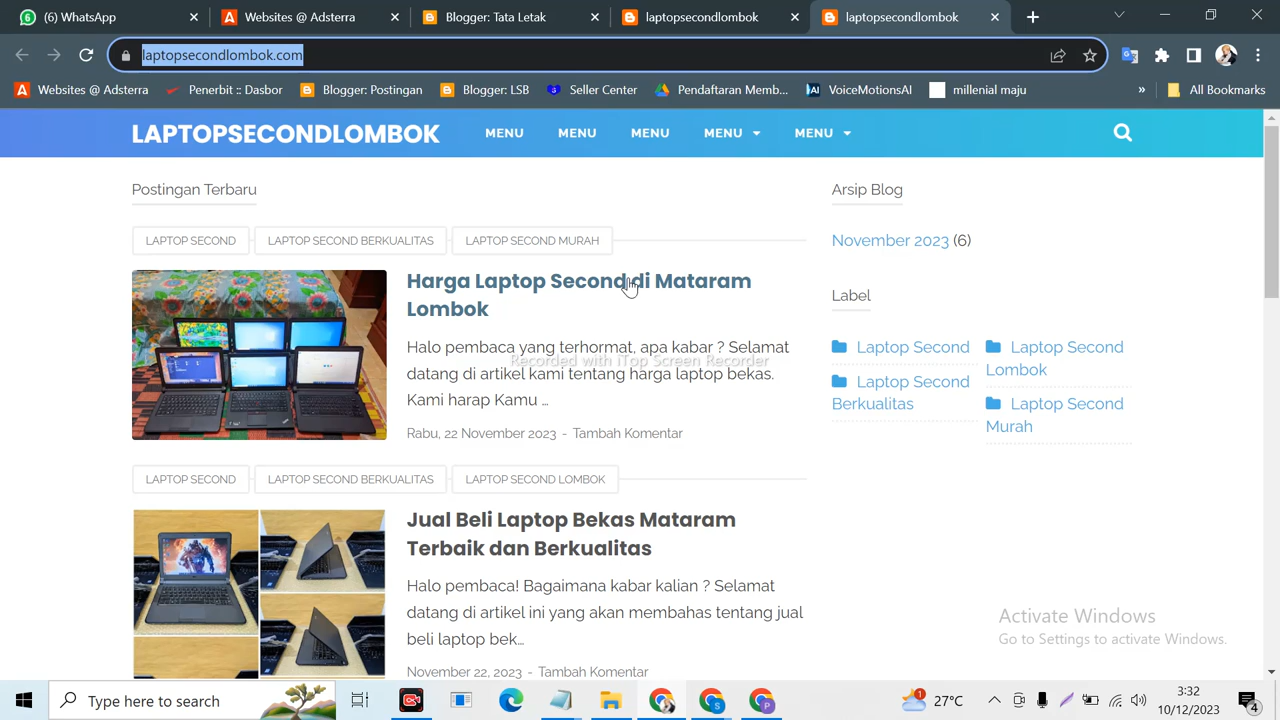 (6) WhatsApp
Websites @ Adsterra
Blogger: Tata Letak
laptopsecondlombok
laptopsecondlombok
laptopsecondlombok.com
Websites @ Adsterra
Penerbit :: Dasbor
Blogger: Postingan
Blogger: LSB
Seller Center
Pendaftaran Memb...
VoiceMotionsAI
millenial maju
»
All Bookmarks
LAPTOPSECONDLOMBOK
MENU
MENU
MENU
MENU
MENU
Postingan Terbaru
LAPTOP SECOND
LAPTOP SECOND BERKUALITAS
LAPTOP SECOND MURAH
Harga Laptop Second di Mataram
Lombok
Halo pembaca yang terhormat, apa kabar ? Selamat
datang di artikel kami tentang harga laptop bekas.
Kami harap Kamu ...
Rabu, 22 November 2023 - Tambah Komentar
Recorded with iTop Screen Recorder
LAPTOP SECOND
LAPTOP SECOND BERKUALITAS
LAPTOP SECOND LOMBOK
Jual Beli Laptop Bekas Mataram
Terbaik dan Berkualitas
Halo pembaca! Bagaimana kabar kalian ? Selamat
datang di artikel ini yang akan membahas tentang jual
beli laptop bek...
November 22, 2023 - Tambah Komentar
Arsip Blog
November 2023 (6)
Label
Laptop Second
Laptop Second
Berkualitas
Laptop Second
Lombok
Laptop Second
Murah
Activate Windows
Go to Settings to activate Windows.
Type here to search
1
27°C
3:32
10/12/2023
4